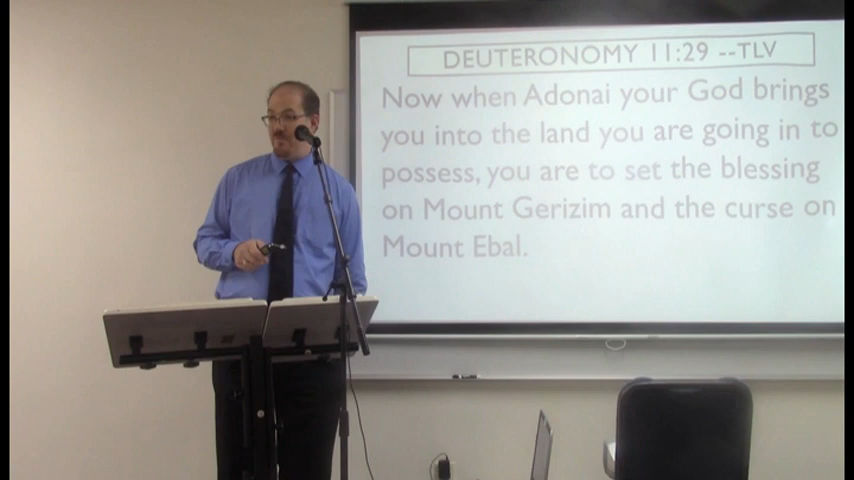 DEUTERONOMY 11:29 --TLV
Now when Adonai your God brings
you into the land you are going in to
possess, you are to set the blessing
on Mount Gerizim and the curse on
Mount Ebal.